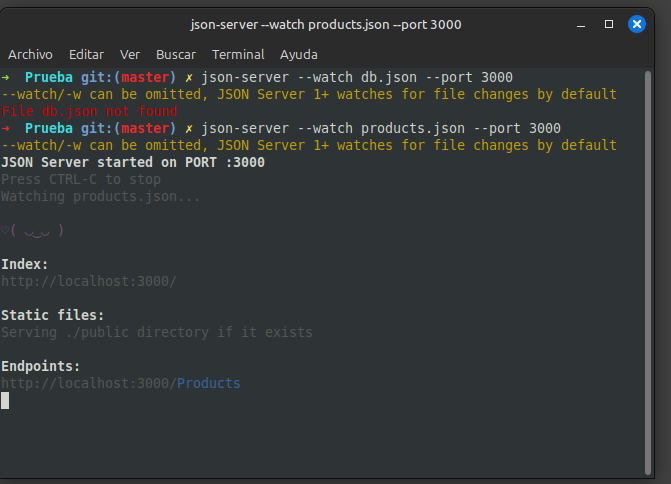 json-server --watch products.json --port 3000
Archivo Editar Ver Buscar Terminal Ayuda
➜ Prueba git:(master) ✗ json-server --watch db.json --port 3000
--watch/-w can be omitted, JSON Server 1+ watches for file changes by default
File db.json not found
➜ Prueba git:(master) ✗ json-server --watch products.json --port 3000
--watch/-w can be omitted, JSON Server 1+ watches for file changes by default
JSON Server started on PORT :3000
Press CTRL-C to stop
Watching products.json...
♡( ◡‿◡ )
Index:
http://localhost:3000/
Static files:
Serving ./public directory if it exists
Endpoints:
http://localhost:3000/Products